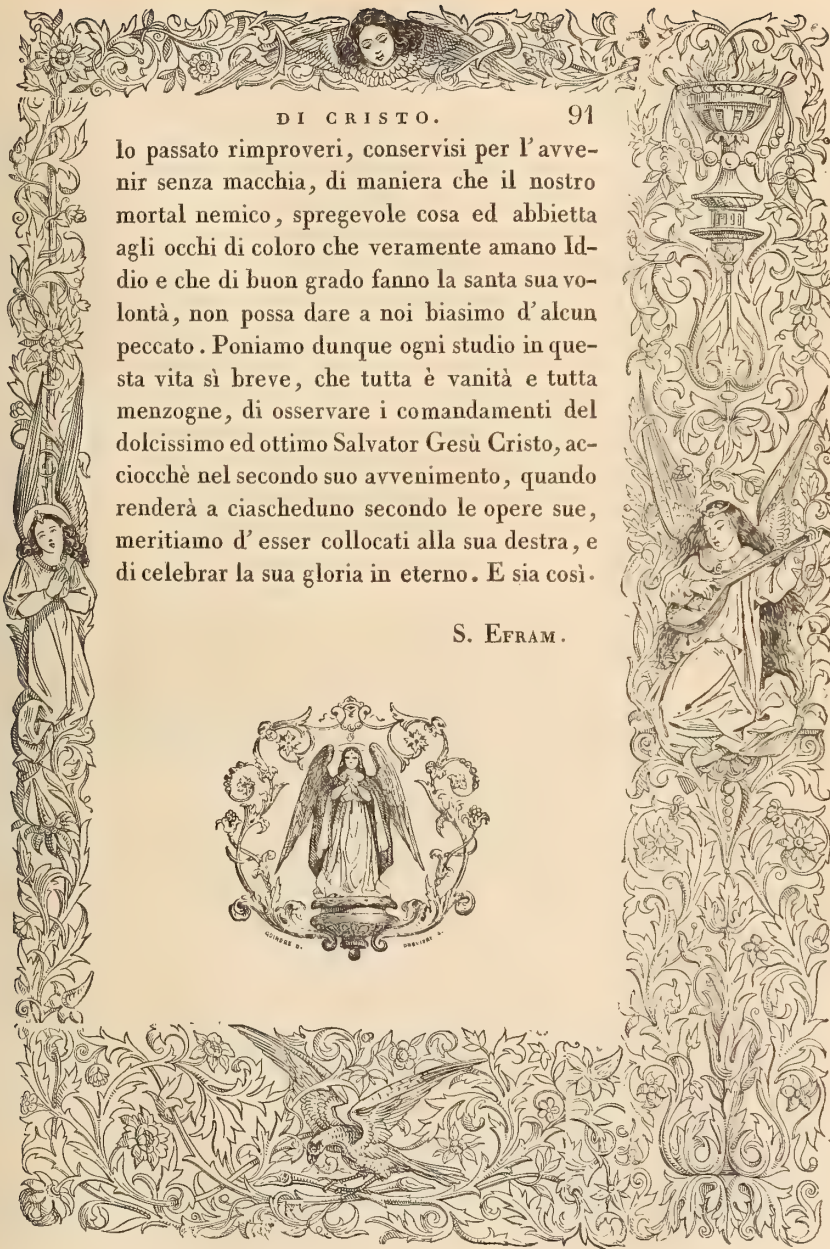 DI CRISTO. 91
lo passato rimproveri, conservisi per l'avve-
nir senza macchia, di maniera che il nostro
mortal nemico, spregevole cosa ed abbietta
agli occhi di coloro che veramente amano Id-
dio e che di buon grado fanno la santa sua vo-
lontà, non possa dare a noi biasimo d'alcun
peccato. Poniamo dunque ogni studio in que-
sta vita sì breve, che tutta è vanità e tutta
menzogne, di osservare i comandamenti del
dolcissimo ed ottimo Salvator Gesù Cristo, ac-
ciocchè nel secondo suo avvenimento, quando
renderà a ciascheduno secondo le opere sue,
meritiamo d'esser collocati alla sua destra, e
di celebrar la sua gloria in eterno. E sia così.
S. EFRAM.